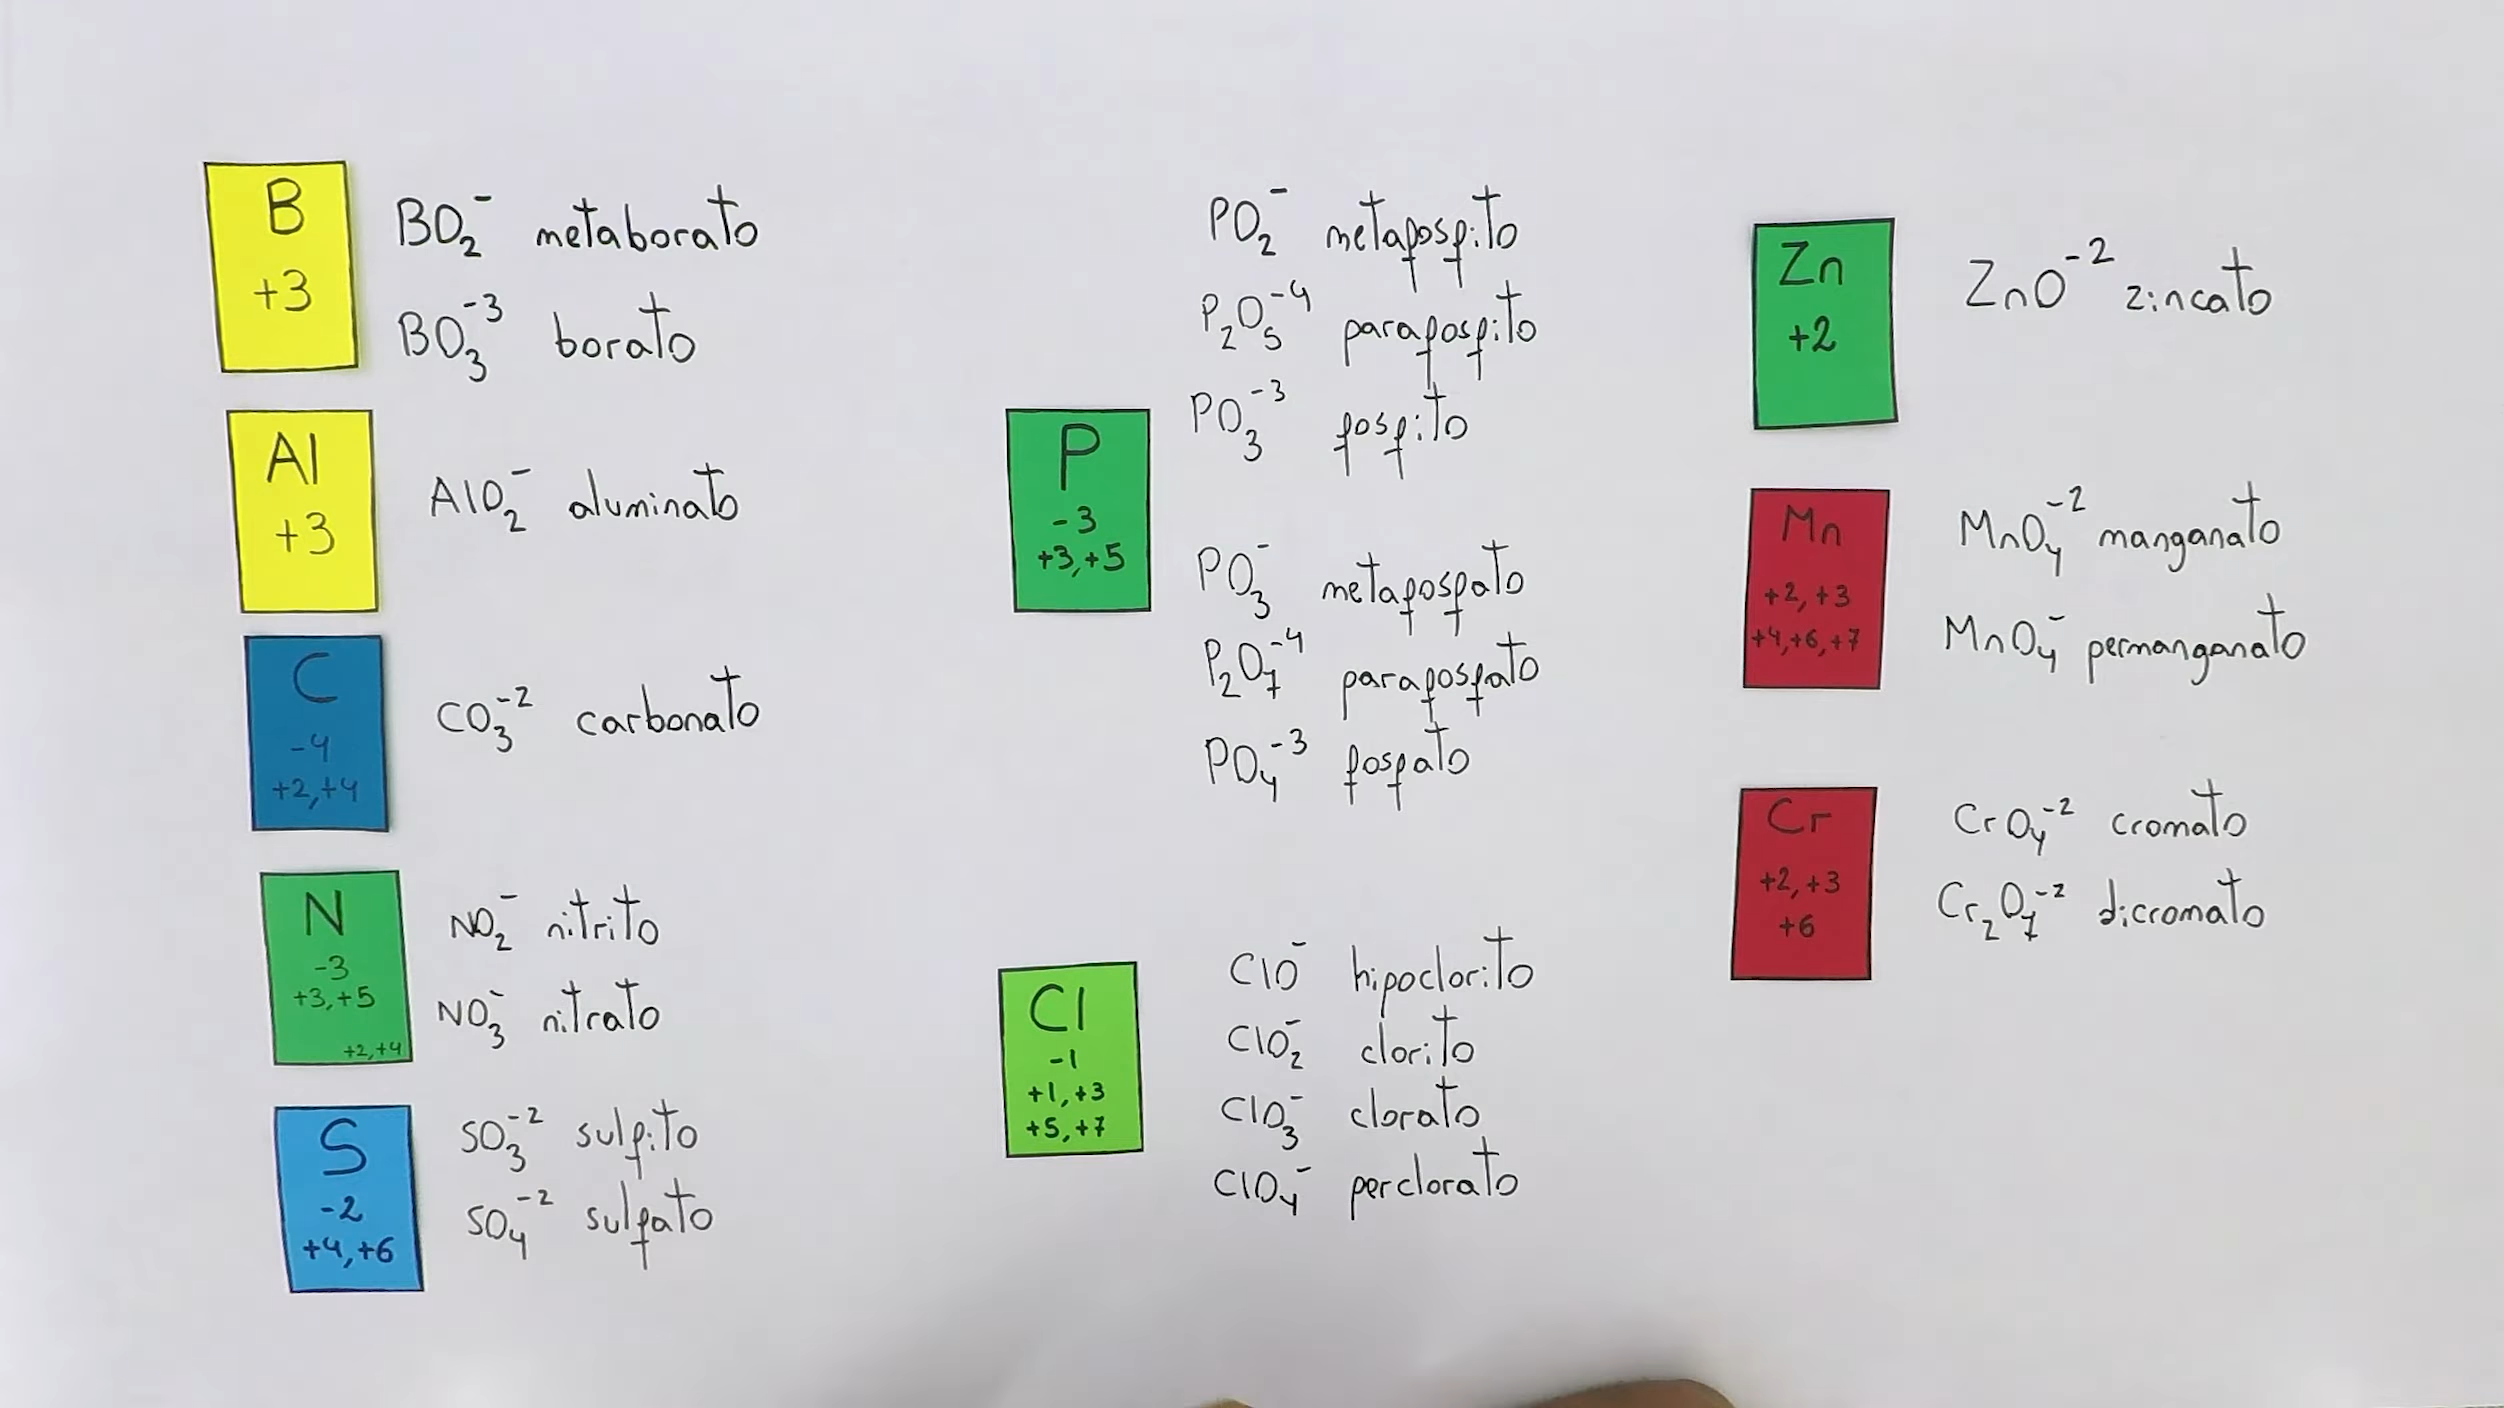 B
+3
BO₂⁻ metaborato
BO₃⁻³ borato
Al
+3
AlO₂⁻ aluminato
C
-4
+2,+4
CO₃⁻² carbonato
N
-3
+3,+5
+2,+4
NO₂⁻ nitrito
NO₃⁻ nitrato
S
-2
+4,+6
SO₃⁻² sulfito
SO₄⁻² sulfato
P
-3
+3,+5
PO₂⁻ metafosfito
P₂O₅⁻⁴ parafosfito
PO₃⁻³ fosfito
PO₃⁻ metafosfato
P₂O₇⁻⁴ parafosfato
PO₄⁻³ fosfato
Cl
-1
+1,+3
+5,+7
ClO⁻ hipoclorito
ClO₂⁻ clorito
ClO₃⁻ clorato
ClO₄⁻ perclorato
Zn
+2
ZnO⁻² zincato
Mn
+2,+3
+4,+6,+7
MnO₄⁻² manganato
MnO₄⁻ permanganato
Cr
+2,+3
+6
CrO₄⁻² cromato
Cr₂O₇⁻² dicromato